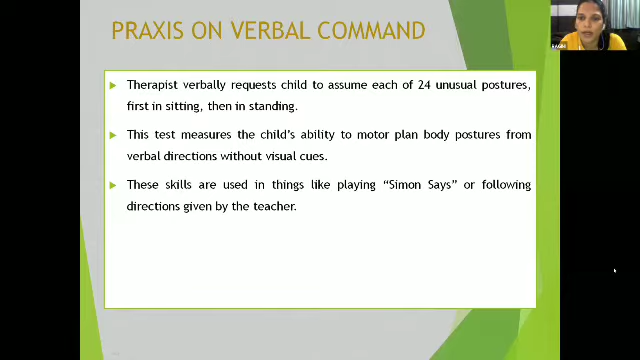 PRAXIS ON VERBAL COMMAND
Therapist verbally requests child to assume each of 24 unusual postures,
first in sitting, then in standing.
This test measures the child's ability to motor plan body postures from
verbal directions without visual cues.
These skills are used in things like playing “Simon Says” or following
directions given by the teacher.